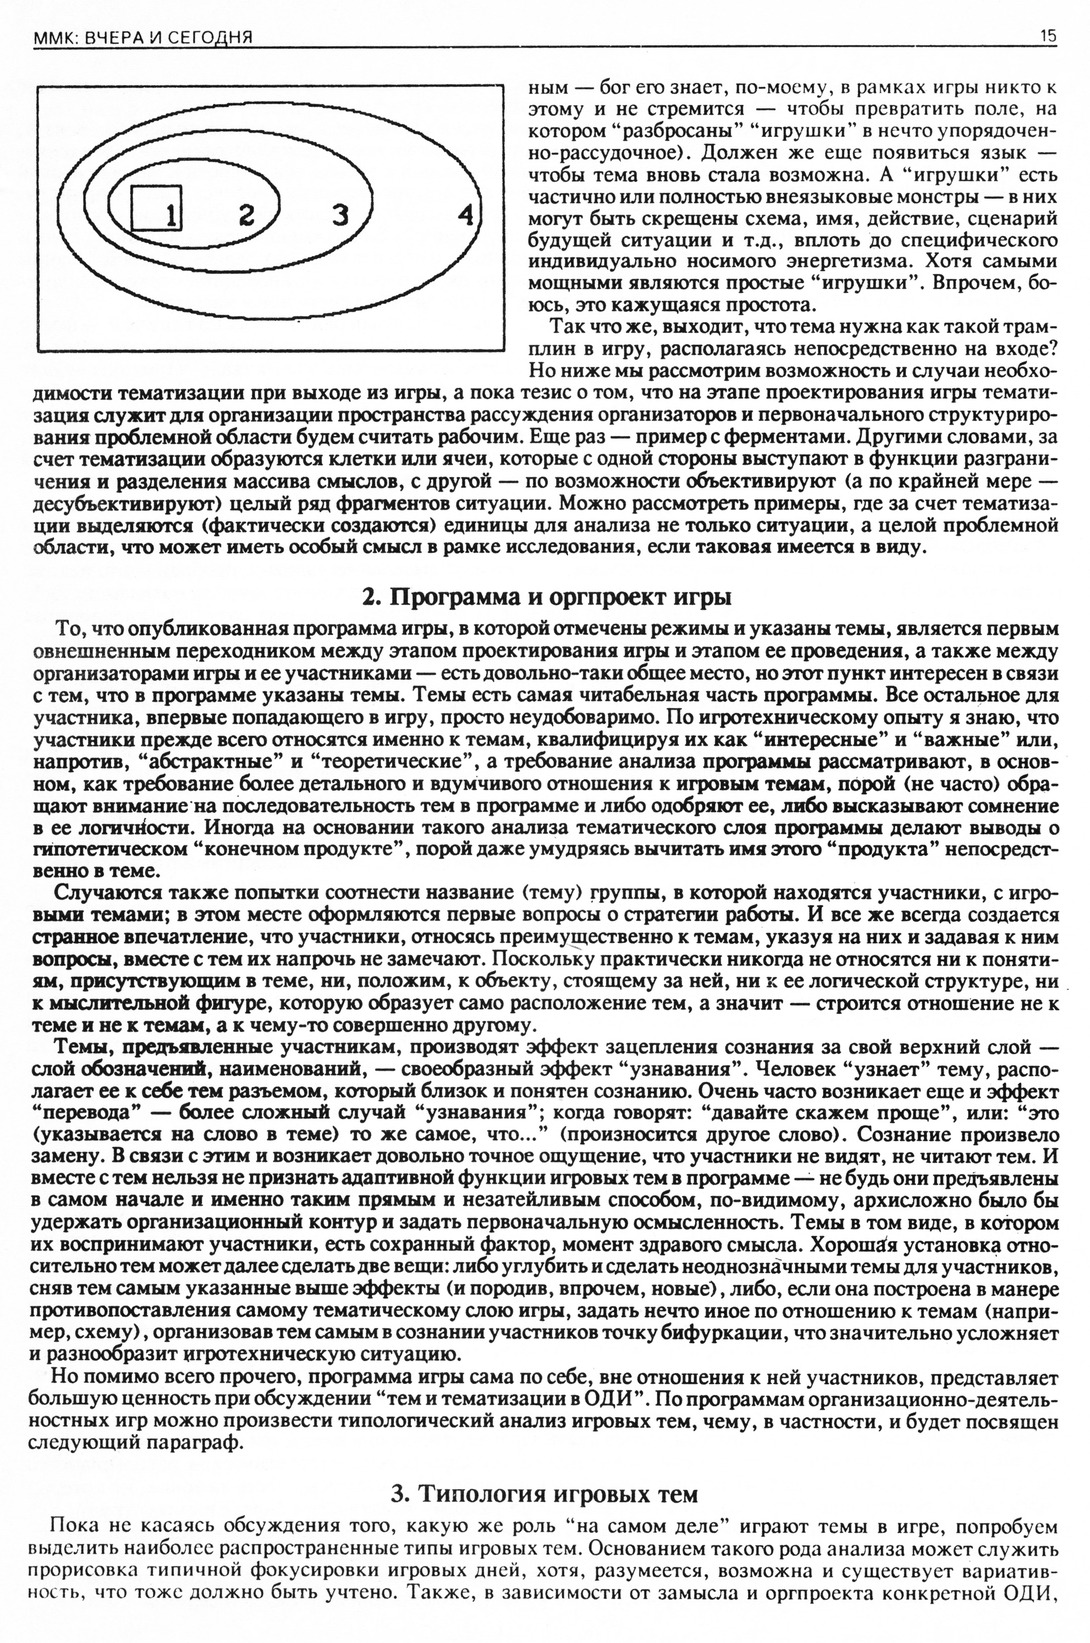 ММК: ВЧЕРА И СЕГОДНЯ 15
1 2 3 4
ным — бог его знает, по-моему, в рамках игры никто к
этому и не стремится — чтобы превратить поле, на
котором “разбросаны” “игрушки” в нечто упорядочен-
но-рассудочное). Должен же еще появиться язык —
чтобы тема вновь стала возможна. А “игрушки” есть
частично или полностью внеязыковые монстры — в них
могут быть скрещены схема, имя, действие, сценарий
будущей ситуации и т.д., вплоть до специфического
индивидуально носимого энергетизма. Хотя самыми
мощными являются простые “игрушки”. Впрочем, бо-
юсь, это кажущаяся простота.
Так что же, выходит, что тема нужна как такой трам-
плин в игру, располагаясь непосредственно на входе?
Но ниже мы рассмотрим возможность и случаи необхо-
димости тематизации при выходе из игры, а пока тезис о том, что на этапе проектирования игры темати-
зация служит для организации пространства рассуждения организаторов и первоначального структуриро-
вания проблемной области будем считать рабочим. Еще раз — пример с ферментами. Другими словами, за
счет тематизации образуются клетки или ячеи, которые с одной стороны выступают в функции разграни-
чения и разделения массива смыслов, с другой — по возможности объективируют (а по крайней мере —
десубъективируют) целый ряд фрагментов ситуации. Можно рассмотреть примеры, где за счет тематиза-
ции выделяются (фактически создаются) единицы для анализа не только ситуации, а целой проблемной
области, что может иметь особый смысл в рамке исследования, если таковая имеется в виду.
2. Программа и оргпроект игры
То, что опубликованная программа игры, в которой отмечены режимы и указаны темы, является первым
овнешненным переходником между этапом проектирования игры и этапом ее проведения, а также между
организаторами игры и ее участниками — есть довольно-таки общее место, но этот пункт интересен в связи
с тем, что в программе указаны темы. Темы есть самая читабельная часть программы. Все остальное для
участника, впервые попадающего в игру, просто неудобоваримо. По игротехническому опыту я знаю, что
участники прежде всего относятся именно к темам, квалифицируя их как “интересные” и “важные” или,
напротив, “абстрактные” и “теоретические”, а требование анализа программы рассматривают, в основ-
ном, как требование более детального и вдумчивого отношения к игровым темам, порой (не часто) обра-
щают внимание на последовательность тем в программе и либо одобряют ее, либо высказывают сомнение
в ее логичности. Иногда на основании такого анализа тематического слоя программы делают выводы о
гипотетическом “конечном продукте”, порой даже умудряясь вычитать имя этого “продукта” непосредст-
венно в теме.
Случаются также попытки соотнести название (тему) группы, в которой находятся участники, с игро-
выми темами; в этом месте оформляются первые вопросы о стратегии работы. И все же всегда создается
странное впечатление, что участники, относясь преимущественно к темам, указуя на них и задавая к ним
вопросы, вместе с тем их напрочь не замечают. Поскольку практически никогда не относятся ни к поняти-
ям, присутствующим в теме, ни, положим, к объекту, стоящему за ней, ни к ее логической структуре, ни
к мыслительной фигуре, которую образует само расположение тем, а значит — строится отношение не к
теме и не к темам, а к чему-то совершенно другому.
Темы, предъявленные участникам, производят эффект зацепления сознания за свой верхний слой —
слой обозначений, наименований, — своеобразный эффект “узнавания”. Человек “узнает” тему, распо-
лагает ее к себе тем разъемом, который близок и понятен сознанию. Очень часто возникает еще и эффект
“перевода” — более сложный случай “узнавания”; когда говорят: “давайте скажем проще”, или: “это
(указывается на слово в теме) то же самое, что...” (произносится другое слово). Сознание произвело
замену. В связи с этим и возникает довольно точное ощущение, что участники не видят, не читают тем. И
вместе с тем нельзя не признать адаптивной функции игровых тем в программе — не будь они предъявлены
в самом начале и именно таким прямым и незатейливым способом, по-видимому, архисложно было бы
удержать организационный контур и задать первоначальную осмысленность. Темы в том виде, в котором
их воспринимают участники, есть сохранный фактор, момент здравого смысла. Хорошая установка отно-
сительно тем может далее сделать две вещи: либо углубить и сделать неоднозначными темы для участников,
сняв тем самым указанные выше эффекты (и породив, впрочем, новые), либо, если она построена в манере
противопоставления самому тематическому слою игры, задать нечто иное по отношению к темам (напри-
мер, схему), организовав тем самым в сознании участников точку бифуркации, что значительно усложняет
и разнообразит игротехническую ситуацию.
Но помимо всего прочего, программа игры сама по себе, вне отношения к ней участников, представляет
большую ценность при обсуждении “тем и тематизации в ОДИ”. По программам организационно-деятель-
ностных игр можно произвести типологический анализ игровых тем, чему, в частности, и будет посвящен
следующий параграф.
3. Типология игровых тем
Пока не касаясь обсуждения того, какую же роль “на самом деле” играют темы в игре, попробуем
выделить наиболее распространенные типы игровых тем. Основанием такого рода анализа может служить
прорисовка типичной фокусировки игровых дней, хотя, разумеется, возможна и существует вариатив-
ность, что тоже должно быть учтено. Также, в зависимости от замысла и оргпроекта конкретной ОДИ,